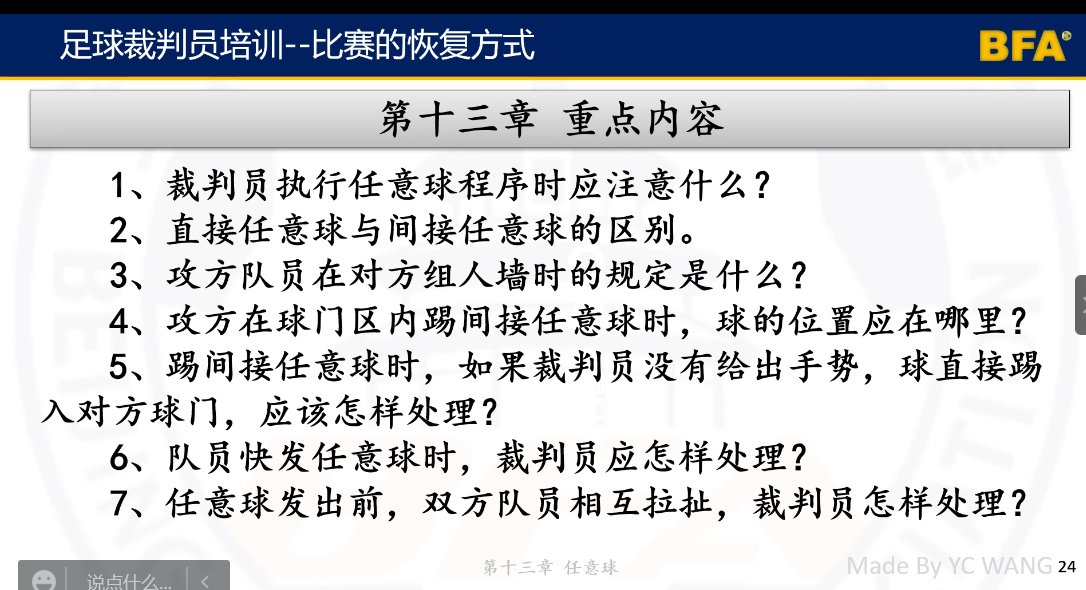 足球裁判员培训--比赛的恢复方式
BFA
第十三章 重点内容
1、裁判员执行任意球程序时应注意什么？
2、直接任意球与间接任意球的区别。
3、攻方队员在对方组人墙时的规定是什么？
4、攻方在球门区内踢间接任意球时，球的位置应在哪里？
5、踢间接任意球时，如果裁判员没有给出手势，球直接踢
入对方球门，应该怎样处理？
6、队员快发任意球时，裁判员应怎样处理？
7、任意球发出前，双方队员相互拉扯，裁判员怎样处理？
第十三章 任意球
Made By YC WANG 24
说点什么...